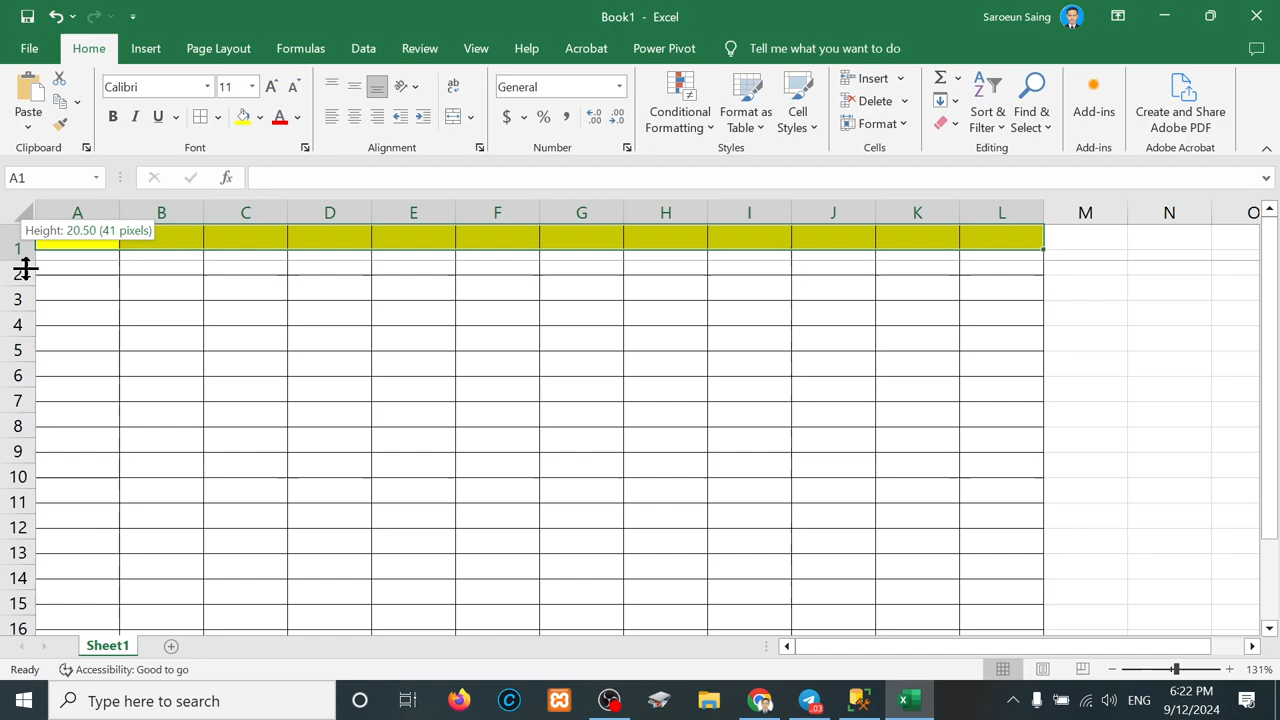 Book1 - Excel
Saroeun Saing
File Home Insert Page Layout Formulas Data Review View Help Acrobat Power Pivot Tell me what you want to do
Paste
Calibri 11
B I U A
ab
General
$ % ,
Conditional Formatting
Format as Table
Cell Styles
Insert
Delete
Format
Sort & Filter
Find & Select
Add-ins
Create and Share Adobe PDF
Clipboard Font Alignment Number Styles Cells Editing Add-ins Adobe Acrobat
A1 fx
A B C D E F G H I J K L M N O
Height: 20.50 (41 pixels)
1
2
3
4
5
6
7
8
9
10
11
12
13
14
15
16
Sheet1
Ready Accessibility: Good to go 131%
Type here to search
.03
ENG
6:22 PM
9/12/2024